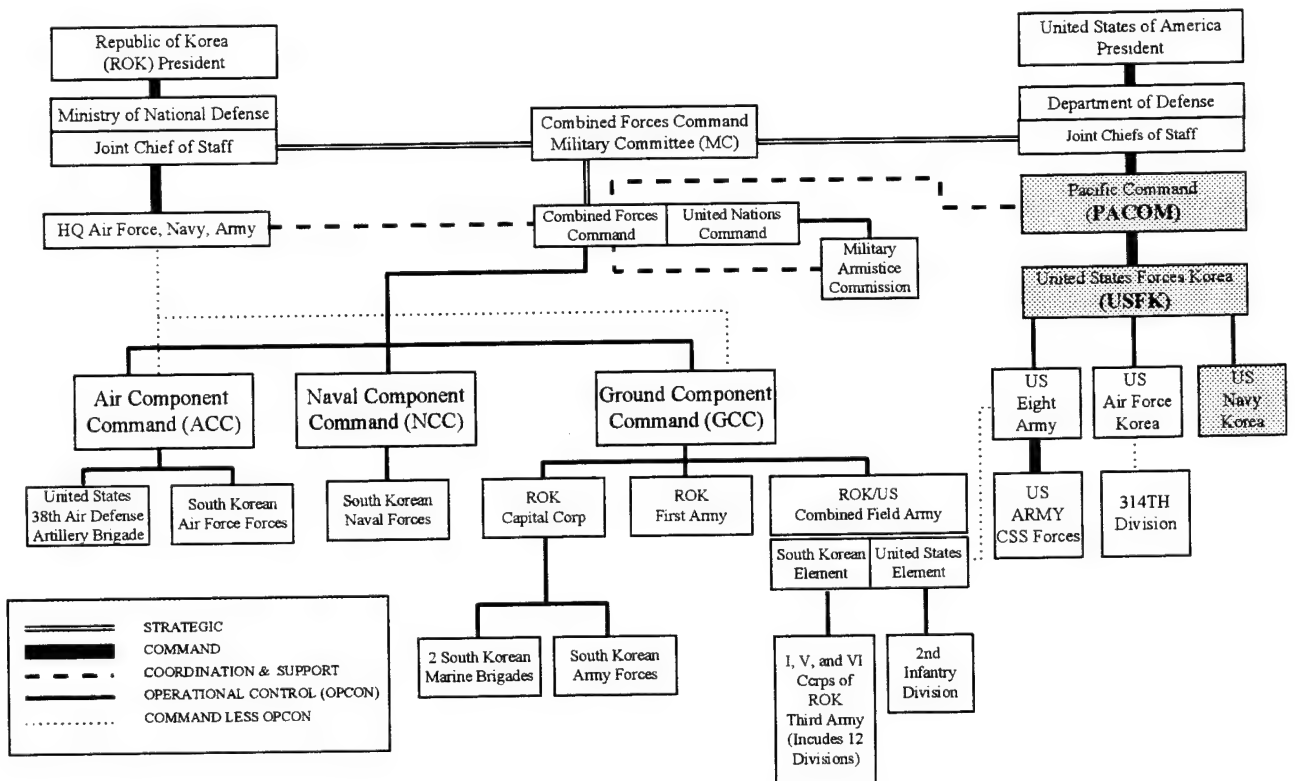 Republic of Korea
(ROK) President
United States of America
President
Ministry of National Defense
Joint Chief of Staff
Combined Forces Command
Military Committee (MC)
Department of Defense
Joint Chiefs of Staff
Pacific Command
(PACOM)
HQ Air Force, Navy, Army
Combined Forces
Command
United Nations
Command
Military
Armistice
Commission
United States Forces Korea
(USFK)
Air Component
Command (ACC)
Naval Component
Command (NCC)
Ground Component
Command (GCC)
US
Eight
Army
US
Air Force
Korea
US
Navy
Korea
United States
38th Air Defense
Artillery Brigade
South Korean
Air Force Forces
South Korean
Naval Forces
ROK
Capital Corp
ROK
First Army
ROK/US
Combined Field Army
South Korean
Element
United States
Element
US
ARMY
CSS Forces
314TH
Division
2 South Korean
Marine Brigades
South Korean
Army Forces
I, V, and VI
Corps of
ROK
Third Army
(Incudes 12
Divisions)
2nd
Infantry
Division
STRATEGIC
COMMAND
COORDINATION & SUPPORT
OPERATIONAL CONTROL (OPCON)
COMMAND LESS OPCON